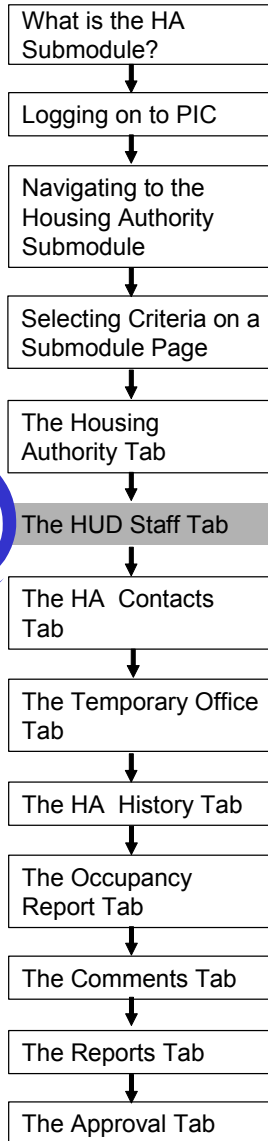 What is the HA
Submodule?
Logging on to PIC
Navigating to the
Housing Authority
Submodule
Selecting Criteria on a
Submodule Page
The Housing
Authority Tab
The HUD Staff Tab
The HA Contacts
Tab
The Temporary Office
Tab
The HA History Tab
The Occupancy
Report Tab
The Comments Tab
The Reports Tab
The Approval Tab